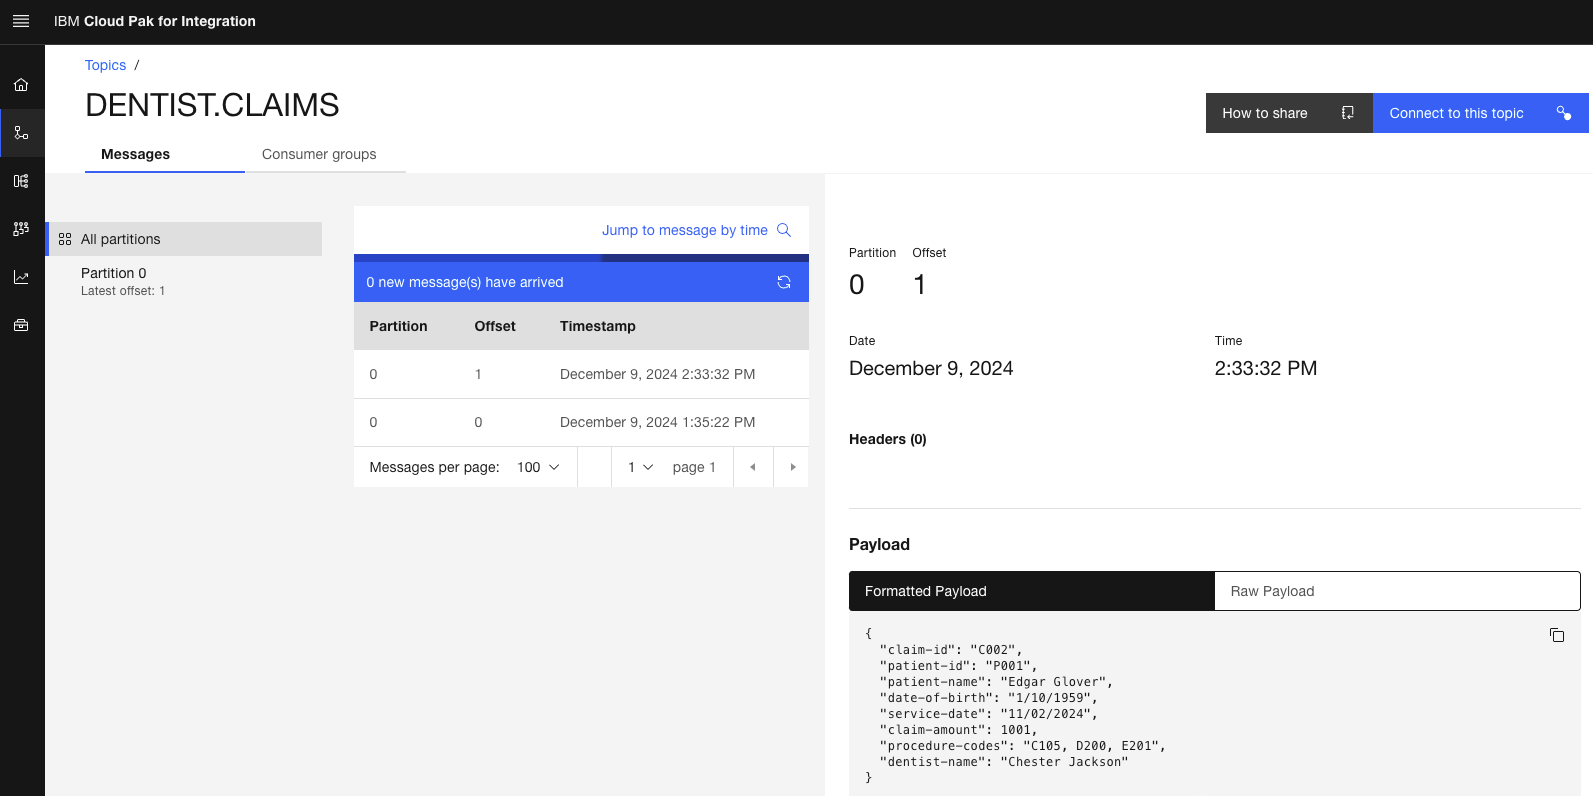 IBM Cloud Pak for Integration
Topics /
DENTIST.CLAIMS
How to share
Connect to this topic
Messages
Consumer groups
All partitions
Partition 0
Latest offset: 1
Jump to message by time
0 new message(s) have arrived
Partition Offset Timestamp
0 1 December 9, 2024 2:33:32 PM
0 0 December 9, 2024 1:35:22 PM
Messages per page: 100 1 page 1
Partition Offset
0 1
Date Time
December 9, 2024 2:33:32 PM
Headers (0)
Payload
Formatted Payload Raw Payload
{
"claim-id": "C002",
"patient-id": "P001",
"patient-name": "Edgar Glover",
"date-of-birth": "1/10/1959",
"service-date": "11/02/2024",
"claim-amount": 1001,
"procedure-codes": "C105, D200, E201",
"dentist-name": "Chester Jackson"
}